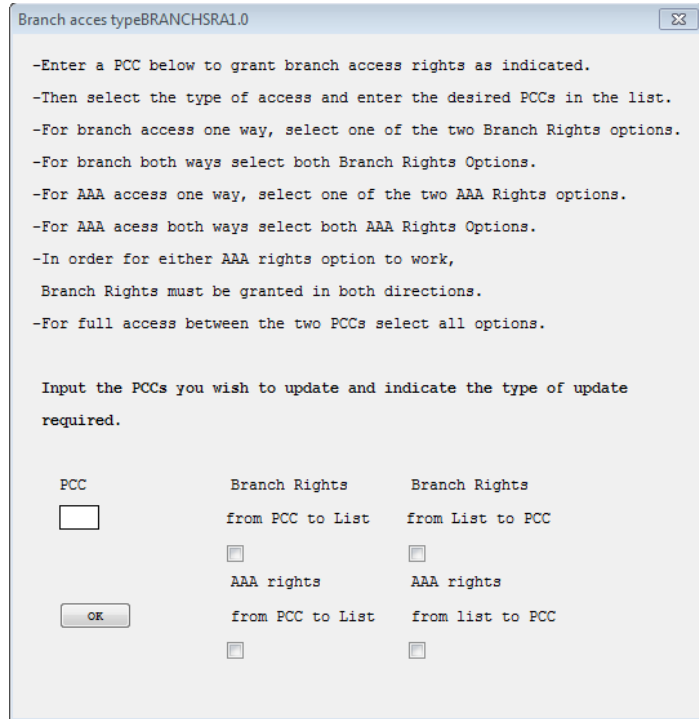 Branch acces typeBRANCHSRA1.0
-Enter a PCC below to grant branch access rights as indicated.
-Then select the type of access and enter the desired PCCs in the list.
-For branch access one way, select one of the two Branch Rights options.
-For branch both ways select both Branch Rights Options.
-For AAA access one way, select one of the two AAA Rights options.
-For AAA acess both ways select both AAA Rights Options.
-In order for either AAA rights option to work,
Branch Rights must be granted in both directions.
-For full access between the two PCCs select all options.
Input the PCCs you wish to update and indicate the type of update
required.
PCC Branch Rights Branch Rights
from PCC to List from List to PCC
AAA rights AAA rights
OK from PCC to List from list to PCC